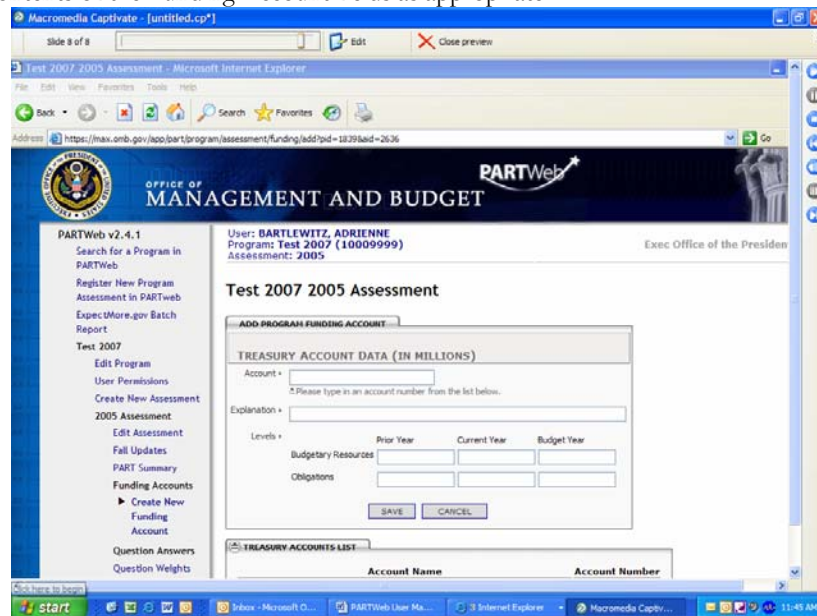 Macromedia Captivate - [untitled.cp*]
Slide 8 of 8
Edit
Close preview
Test 2007 2005 Assessment - Microsoft Internet Explorer
File Edit View Favorites Tools Help
Back
Search
Favorites
Address
https://max.omb.gov/app/part/program/assessment/funding/add?pid=1839&aid=2636
Go
OFFICE OF
MANAGEMENT AND BUDGET
PARTWeb
PARTWeb v2.4.1
Search for a Program in
PARTWeb
Register New Program
Assessment in PARTweb
ExpectMore.gov Batch
Report
Test 2007
Edit Program
User Permissions
Create New Assessment
2005 Assessment
Edit Assessment
Fall Updates
PART Summary
Funding Accounts
Create New
Funding
Account
Question Answers
Question Weights
User: BARTLEWITZ, ADRIENNE
Program: Test 2007 (10009999)
Assessment: 2005
Exec Office of the Presiden
Test 2007 2005 Assessment
ADD PROGRAM FUNDING ACCOUNT
TREASURY ACCOUNT DATA (IN MILLIONS)
Account
Please type in an account number from the list below.
Explanation
Levels
Prior Year Current Year Budget Year
Budgetary Resources
Obligations
SAVE CANCEL
TREASURY ACCOUNTS LIST
Account Name Account Number
Click here to begin
start
Inbox - Microsoft O...
PARTWeb User Ma...
3 Internet Explorer
Macromedia Captiv...
11:45 AM